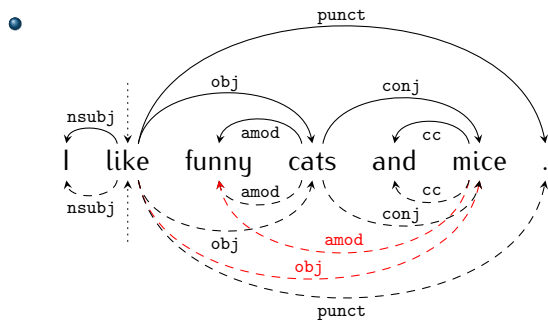 punct
obj conj
nsubj amod cc
I like funny cats and mice .
nsubj amod cc
obj conj
amod
obj
punct